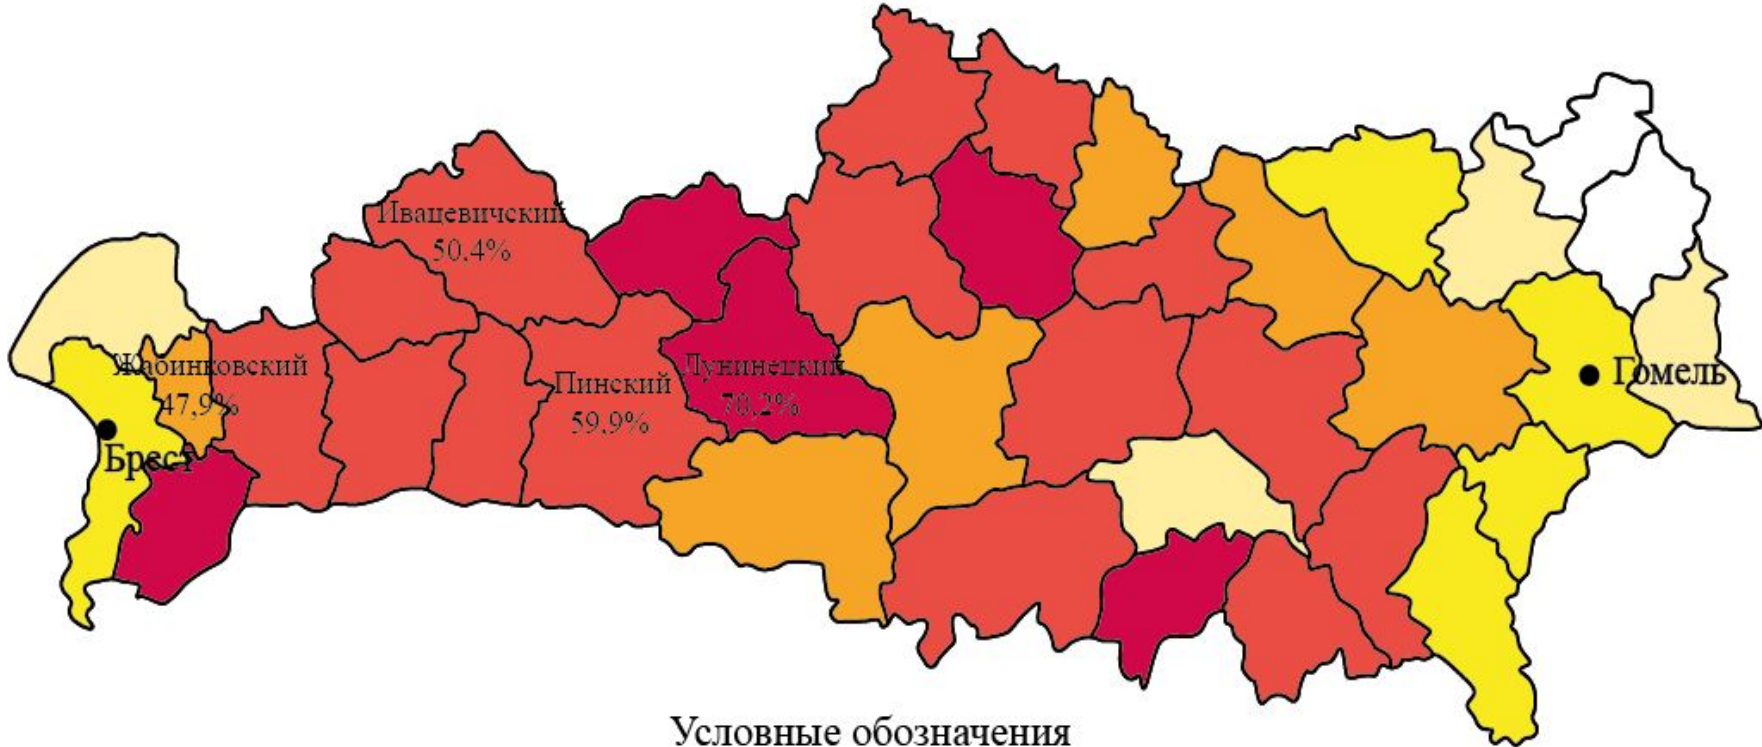 Ивацевичский
50.4%
Жабинковский
47,9%
Пинский
59.9%
Лунинецкий
70.2%
Гомель
Брест
Условные обозначения